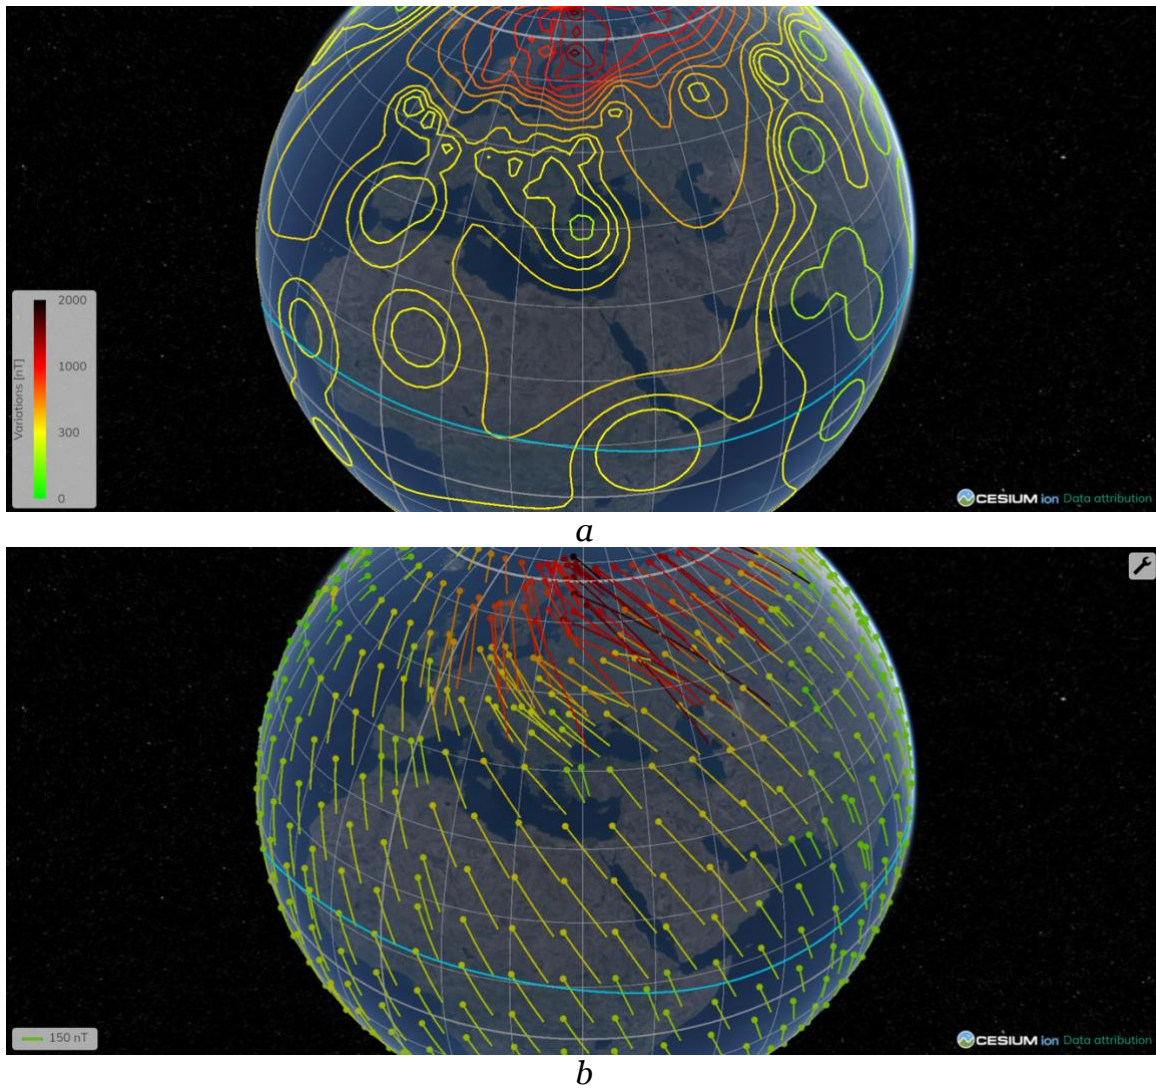 2000
1000
300
0
Variations [nT]
CESIUM ion Data attribution
a
150 nT
CESIUM ion Data attribution
b